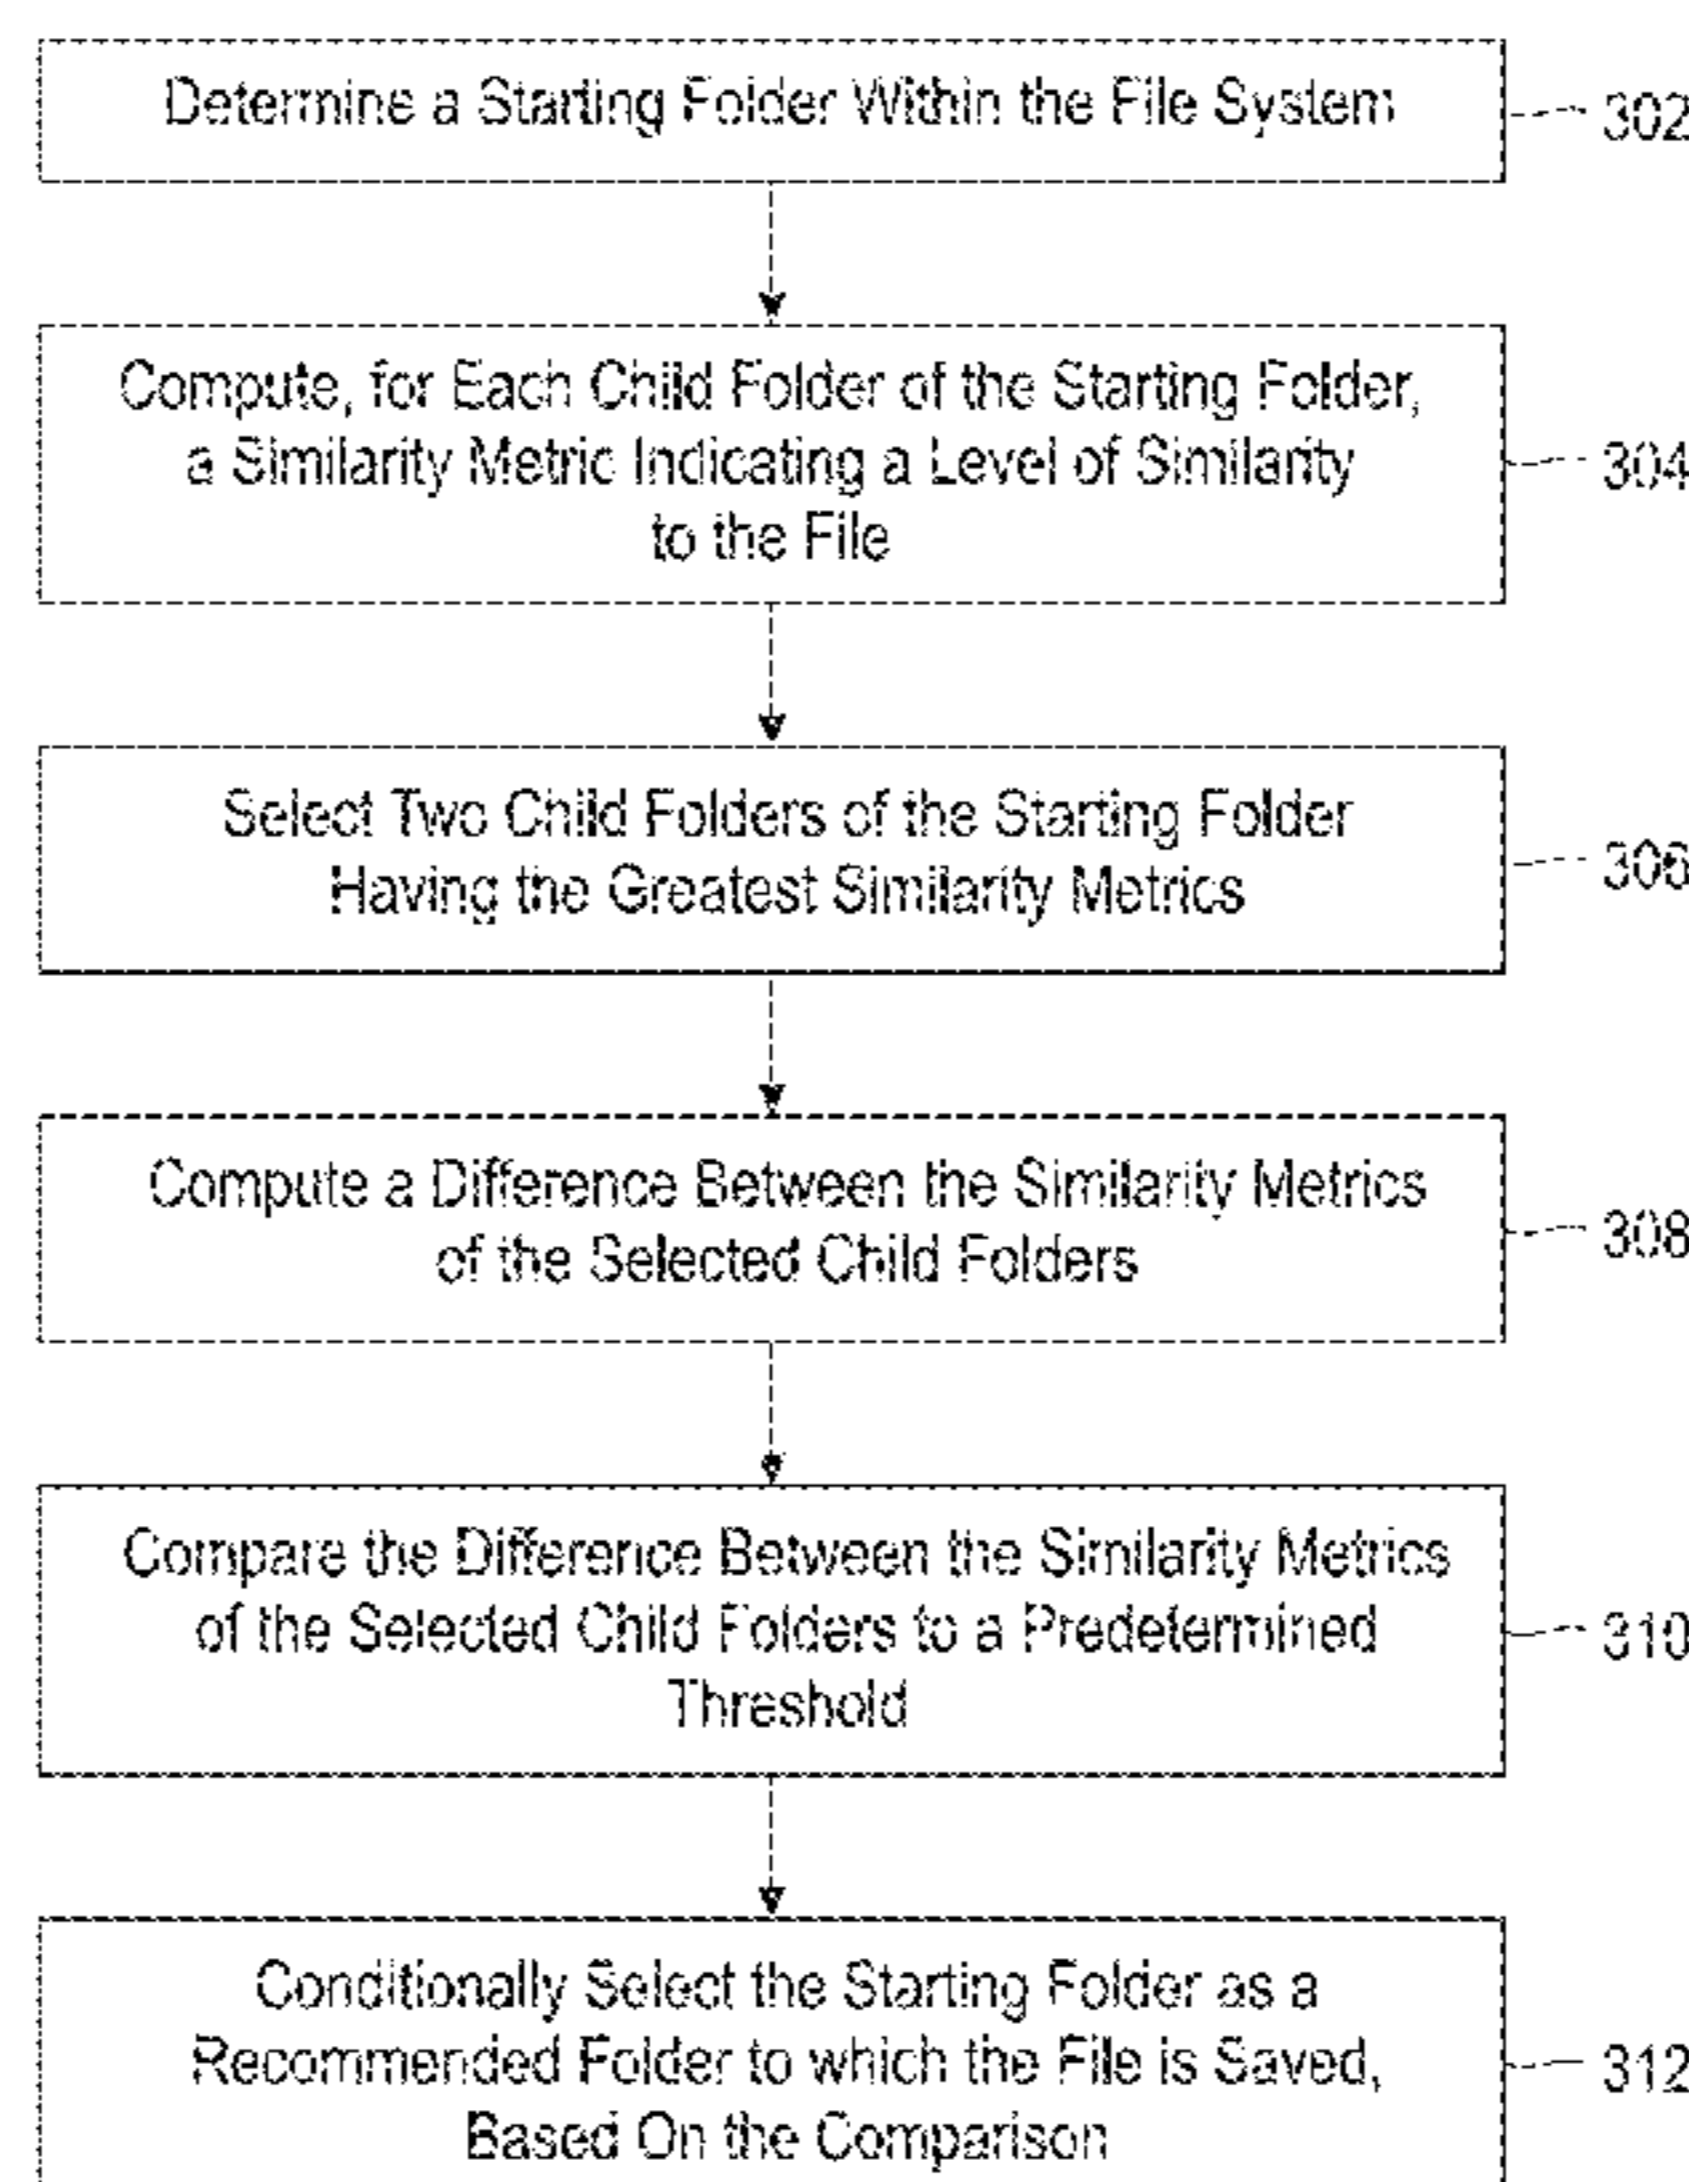 Determine a Starting Folder Within the File System
302
Compute, for Each Child Folder of the Starting Folder,
a Similarity Metric Indicating a Level of Similarity
to the File
304
Select Two Child Folders of the Starting Folder
Having the Greatest Similarity Metrics
306
Compute a Difference Between the Similarity Metrics
of the Selected Child Folders
308
Compare the Difference Between the Similarity Metrics
of the Selected Child Folders to a Predetermined
Threshold
310
Conditionally Select the Starting Folder as a
Recommended Folder to which the File is Saved,
Based On the Comparison
312